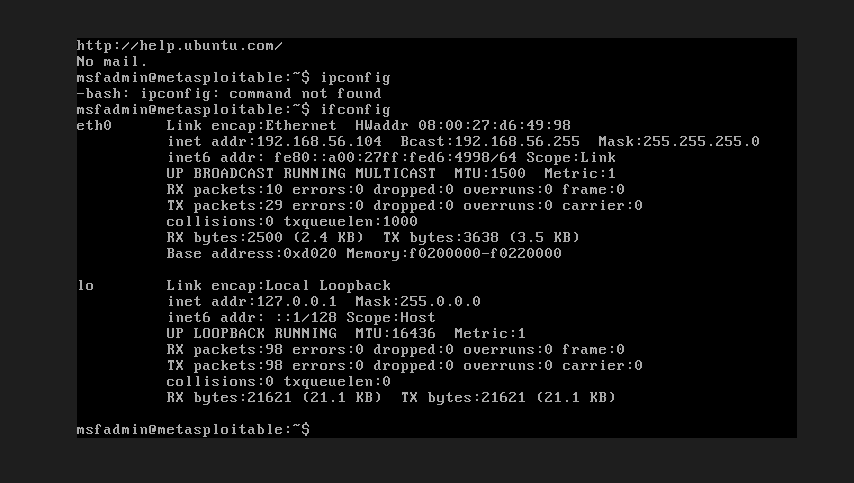 http://help.ubuntu.com/
No mail.
msfadmin@metasploitable:~$ ipconfig
-bash: ipconfig: command not found
msfadmin@metasploitable:~$ ifconfig
eth0      Link encap:Ethernet  HWaddr 08:00:27:d6:49:98
          inet addr:192.168.56.104  Bcast:192.168.56.255  Mask:255.255.255.0
          inet6 addr: fe80::a00:27ff:fed6:4998/64 Scope:Link
          UP BROADCAST RUNNING MULTICAST  MTU:1500  Metric:1
          RX packets:10 errors:0 dropped:0 overruns:0 frame:0
          TX packets:29 errors:0 dropped:0 overruns:0 carrier:0
          collisions:0 txqueuelen:1000
          RX bytes:2500 (2.4 KB)  TX bytes:3638 (3.5 KB)
          Base address:0xd020 Memory:f0200000-f0220000
lo        Link encap:Local Loopback
          inet addr:127.0.0.1  Mask:255.0.0.0
          inet6 addr: ::1/128 Scope:Host
          UP LOOPBACK RUNNING  MTU:16436  Metric:1
          RX packets:98 errors:0 dropped:0 overruns:0 frame:0
          TX packets:98 errors:0 dropped:0 overruns:0 carrier:0
          collisions:0 txqueuelen:0
          RX bytes:21621 (21.1 KB)  TX bytes:21621 (21.1 KB)
msfadmin@metasploitable:~$